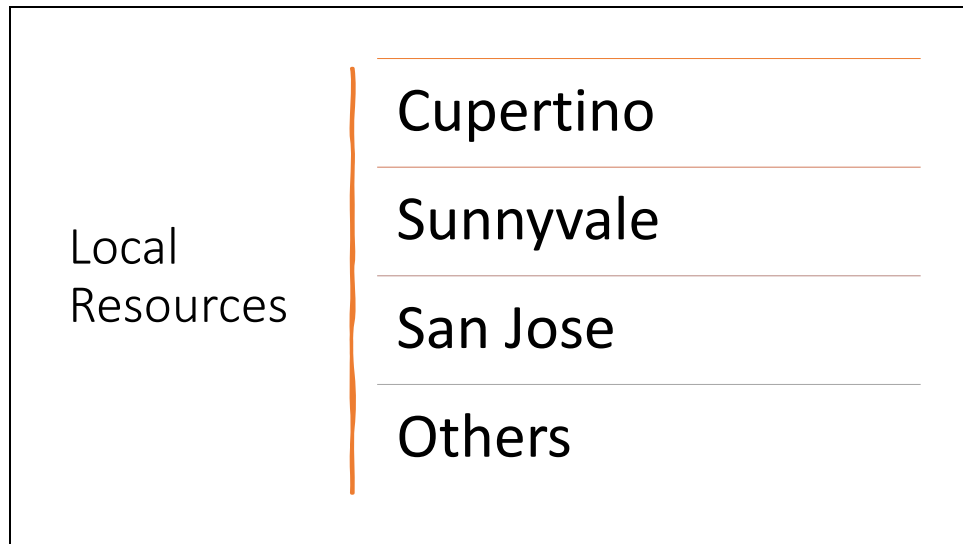 Local
Resources
Cupertino
Sunnyvale
San Jose
Others